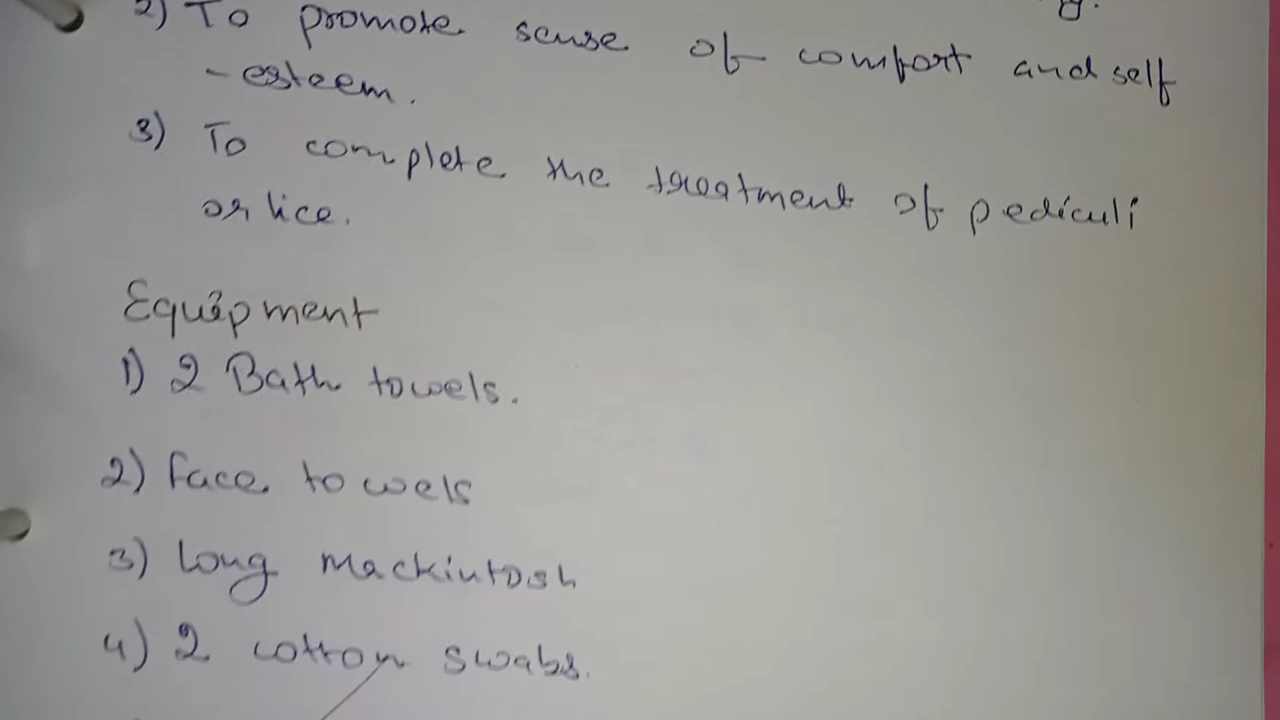 2) To promote sense of comfort and self
- esteem.
3) To complete the treatment of pediculi
or lice.
Equipment
1) 2 Bath towels.
2) Face towels
3) Long Mackintosh
4) 2 cotton swabs.